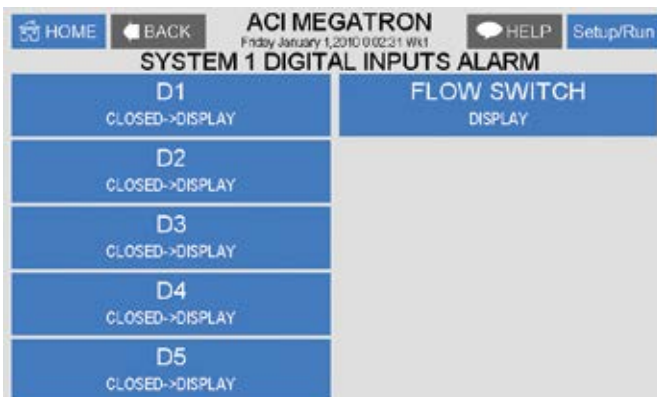 HOME
BACK
ACI MEGATRON
Friday January 1,2010 0:02:31 Wk1
HELP
Setup/Run
SYSTEM 1 DIGITAL INPUTS ALARM
D1
CLOSED->DISPLAY
FLOW SWITCH
DISPLAY
D2
CLOSED->DISPLAY
D3
CLOSED->DISPLAY
D4
CLOSED->DISPLAY
D5
CLOSED->DISPLAY